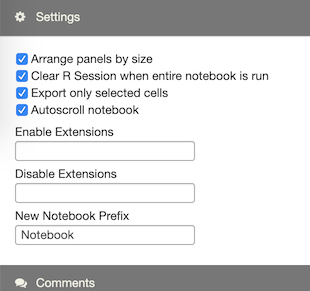 Settings
Arrange panels by size
Clear R Session when entire notebook is run
Export only selected cells
Autoscroll notebook
Enable Extensions
Disable Extensions
New Notebook Prefix
Notebook
Comments